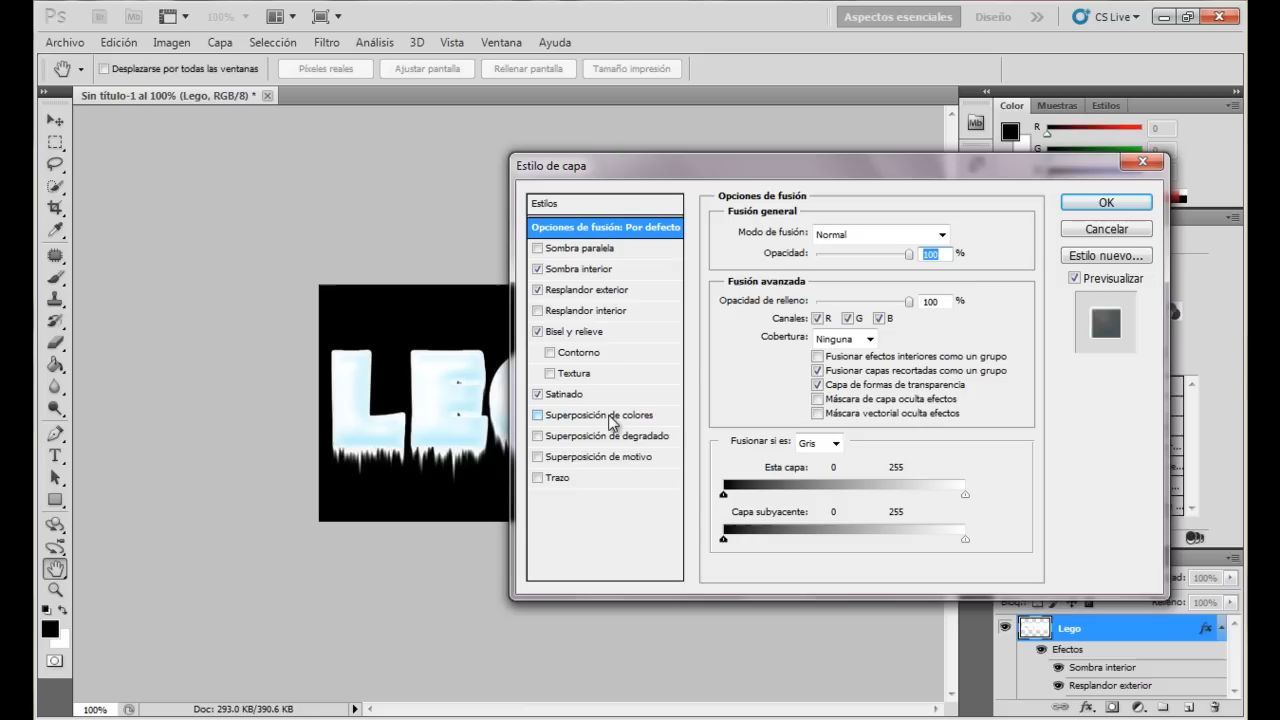 Ps Br Mb 100% Aspectos esenciales Diseño CS Live
Archivo Edición Imagen Capa Selección Filtro Análisis 3D Vista Ventana Ayuda
Desplazarse por todas las ventanas Píxeles reales Ajustar pantalla Rellenar pantalla Tamaño impresión
Sin título-1 al 100% (Lego, RGB/8) *
Mb
Color Muestras Estilos
R 0
G
Estilo de capa
Estilos
Opciones de fusión: Por defecto
Sombra paralela
Sombra interior
Resplandor exterior
Resplandor interior
Bisel y relieve
Contorno
Textura
Satinado
Superposición de colores
Superposición de degradado
Superposición de motivo
Trazo
Opciones de fusión
Fusión general
Modo de fusión: Normal
Opacidad: 100 %
Fusión avanzada
Opacidad de relleno: 100 %
Canales: R G B
Cobertura: Ninguna
Fusionar efectos interiores como un grupo
Fusionar capas recortadas como un grupo
Capa de formas de transparencia
Máscara de capa oculta efectos
Máscara vectorial oculta efectos
Fusionar si es: Gris
Esta capa: 0 255
Capa subyacente: 0 255
OK
Cancelar
Estilo nuevo...
Previsualizar
LE
100%
100%
Lego fx
Efectos
Sombra interior
Resplandor exterior
100% Doc: 293.0 KB/390.6 KB